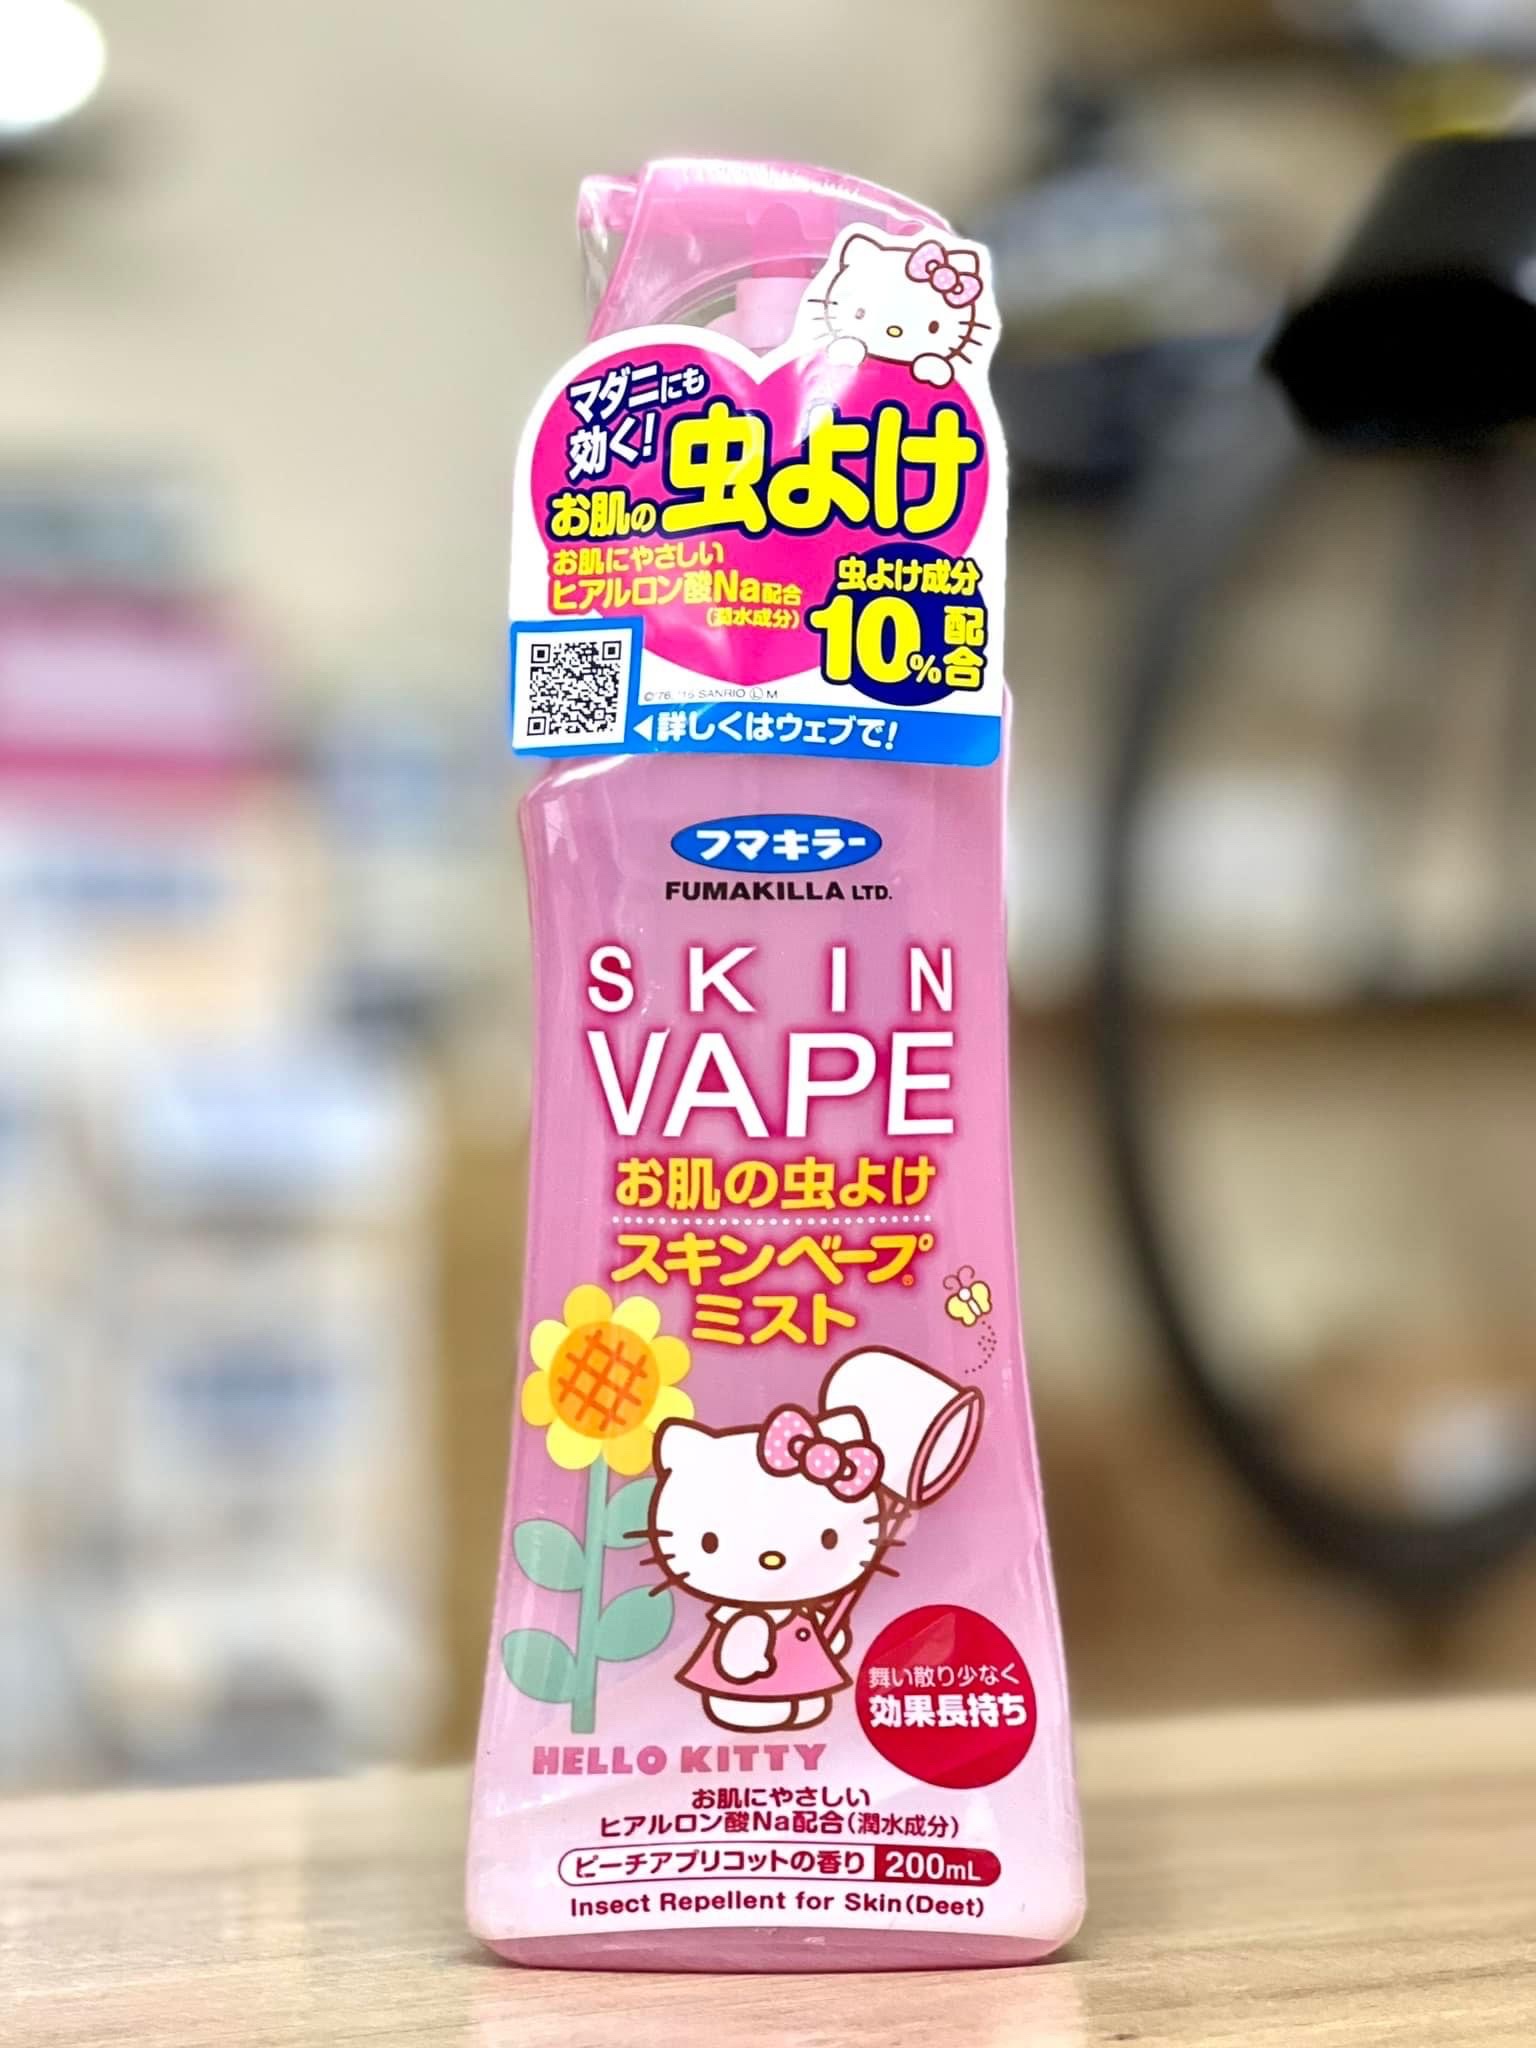 マダニにも
効く!
お肌の虫よけ
お肌にやさしい
ヒアルロン酸Na配合
(潤水成分)
虫よけ成分
10%配合
©'76, '15 SANRIO Ⓛ M
◀詳しくはウェブで!
フマキラー
FUMAKILLA LTD.
SKIN
VAPE
お肌の虫よけ
スキンベープ®
ミスト
舞い散り少なく
効果長持ち
HELLO KITTY
お肌にやさしい
ヒアルロン酸Na配合(潤水成分)
ピーチアプリコットの香り 200mL
Insect Repellent for Skin(Deet)